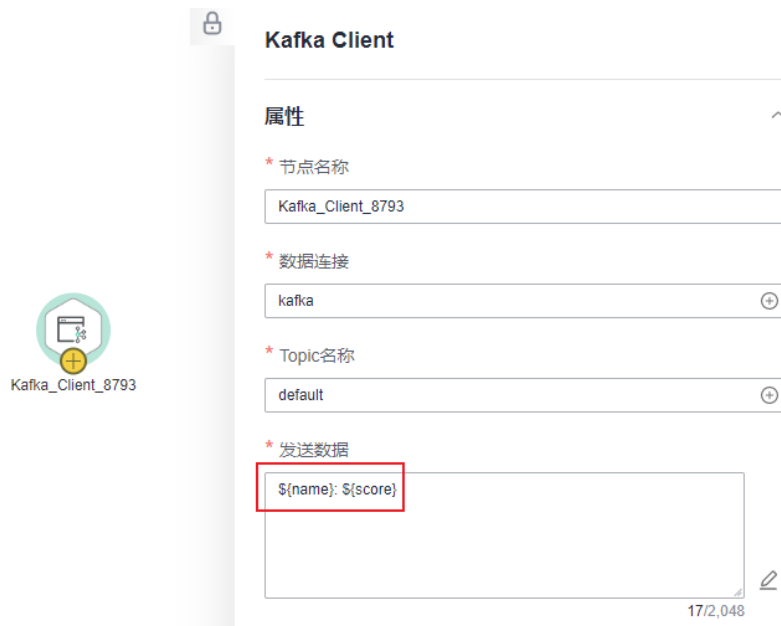 Kafka Client
属性
* 节点名称
Kafka_Client_8793
* 数据连接
kafka
* Topic名称
default
* 发送数据
${name}: ${score}
17/2,048
Kafka_Client_8793